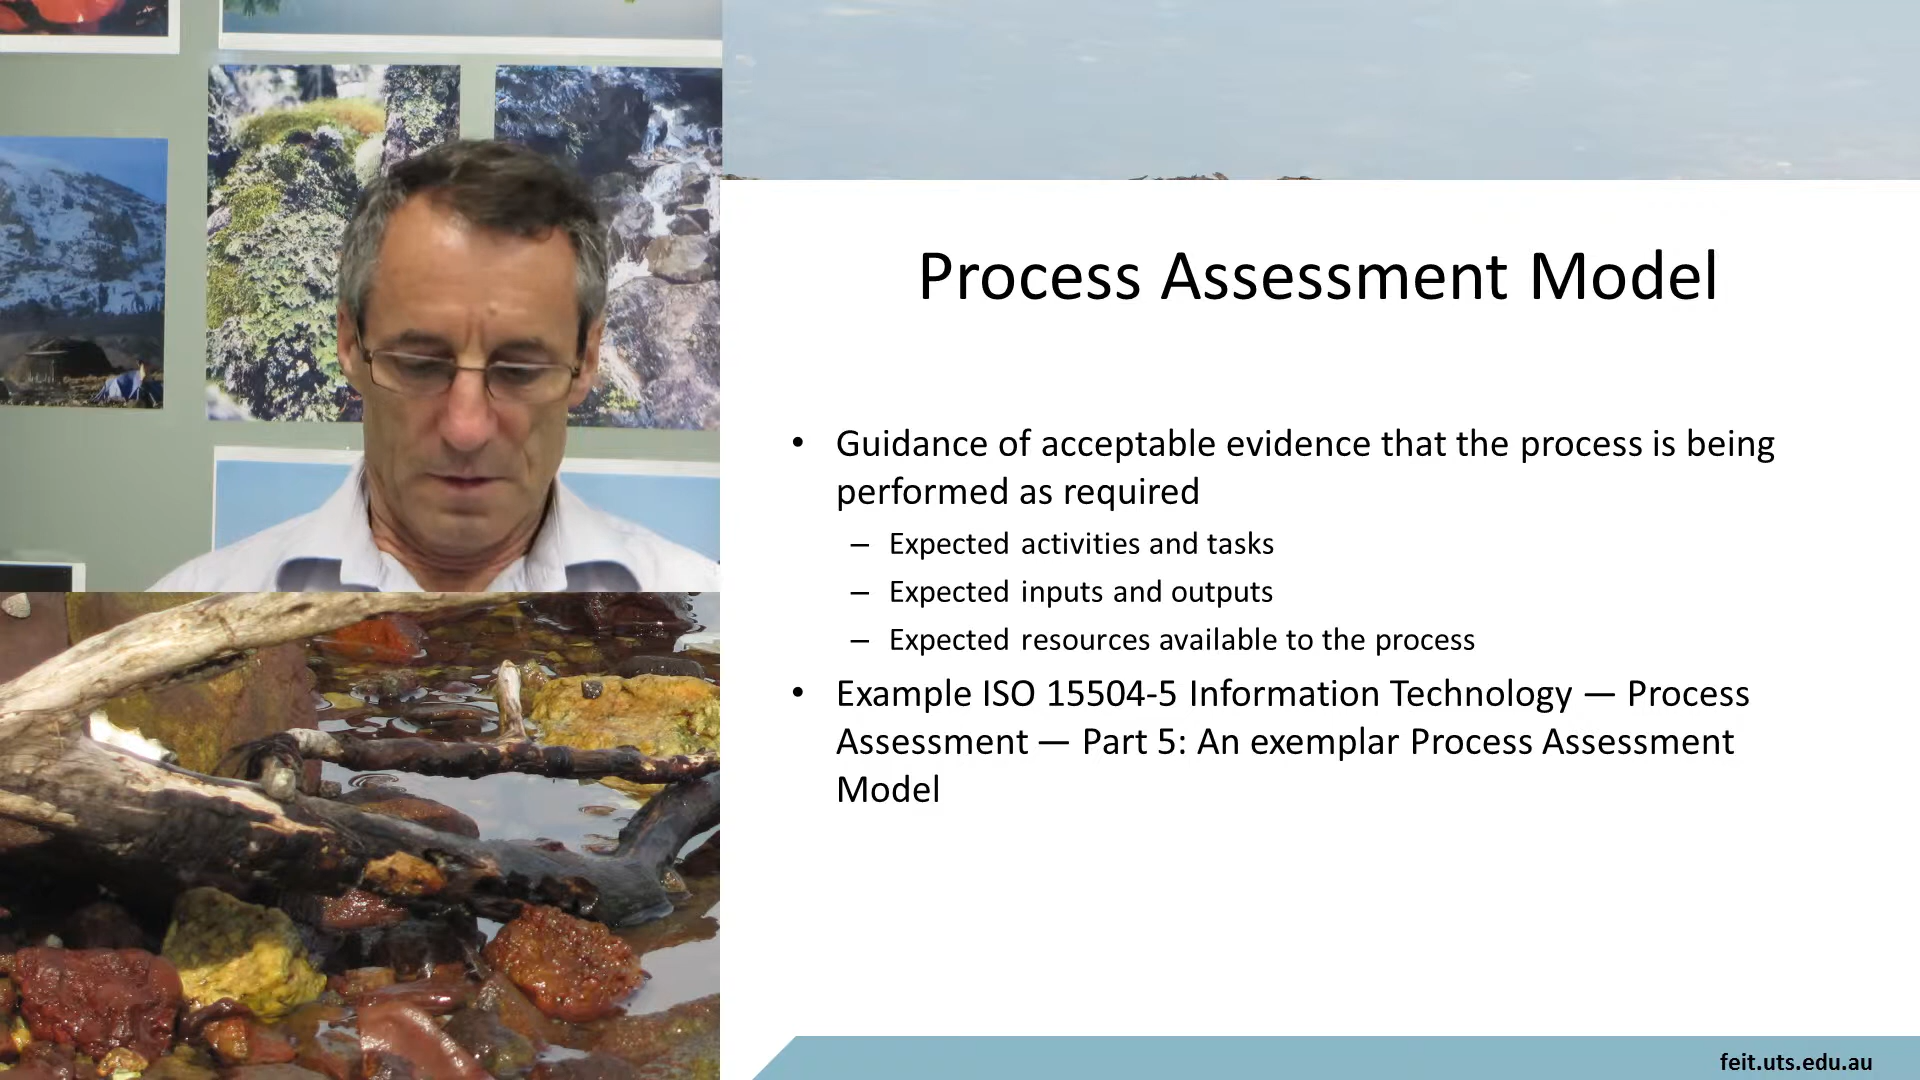 Process Assessment Model
• Guidance of acceptable evidence that the process is being
performed as required
– Expected activities and tasks
– Expected inputs and outputs
– Expected resources available to the process
• Example ISO 15504-5 Information Technology — Process
Assessment — Part 5: An exemplar Process Assessment
Model
feit.uts.edu.au